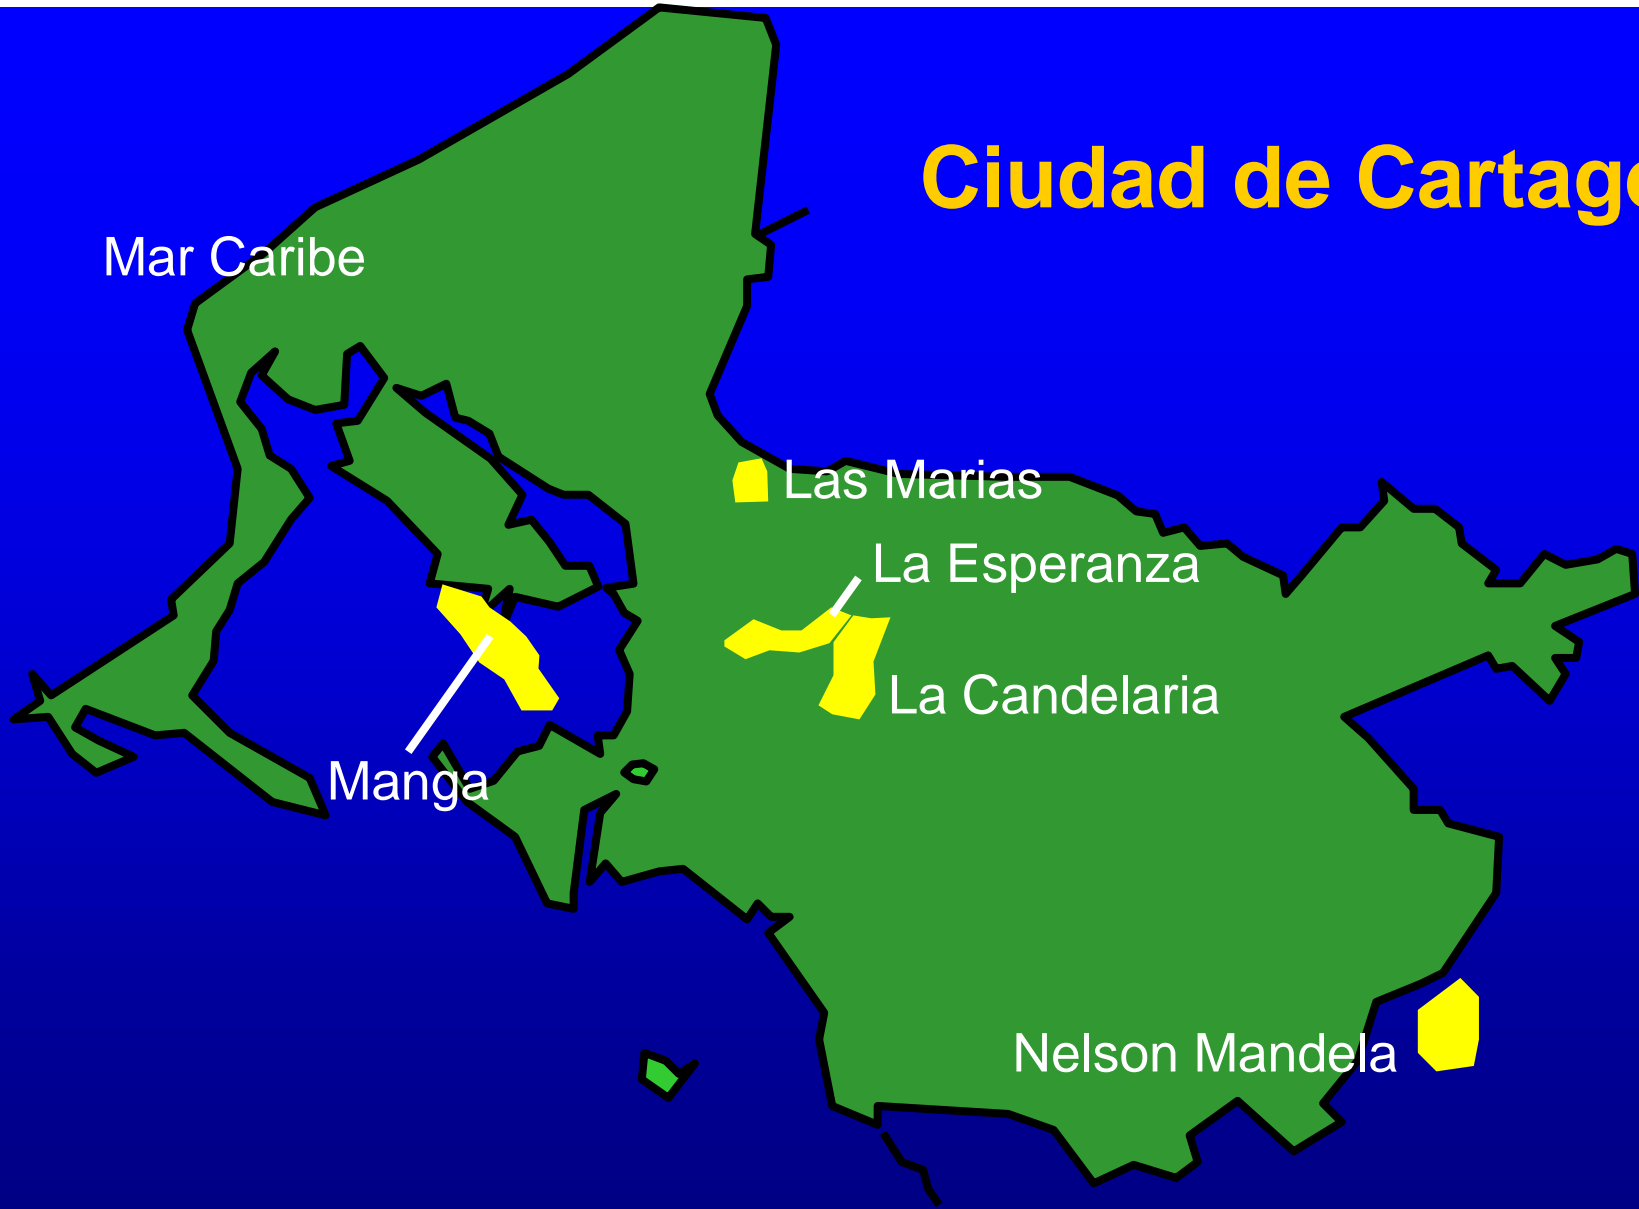 Ciudad de Cartag
Mar Caribe
Las Marias
La Esperanza
La Candelaria
Manga
Nelson Mandela